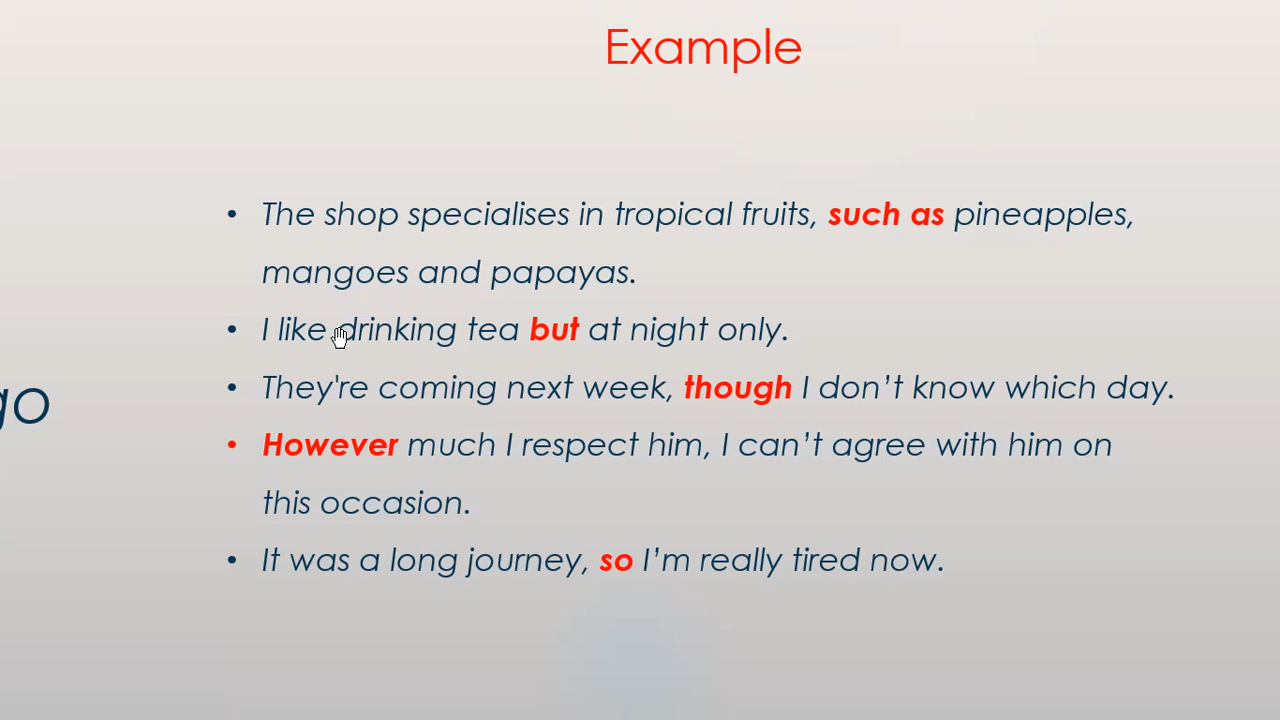 Example
• The shop specialises in tropical fruits, such as pineapples,
mangoes and papayas.
• I like drinking tea but at night only.
go
• They're coming next week, though I don’t know which day.
• However much I respect him, I can’t agree with him on
this occasion.
• It was a long journey, so I’m really tired now.